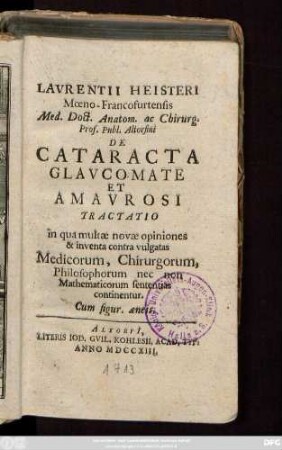 LAVRENTII HEISTERI
Mœno-Francofurtensis
Med. Doct. Anatom. ac Chirurg.
Prof. Publ. Altorfini
DE
CATARACTA
GLAVCOMATE
ET
AMAVROSI
TRACTATIO
in qua multæ novæ opiniones
& inventa contra vulgatas
Medicorum, Chirurgorum,
Philosophorum nec non
Mathematicorum sententias
continentur.
Cum figur. æneis.
ALTORFI,
LITERIS IOD. GVIL. KOHLESII, ACAD. TYP.
ANNO MDCCXIII,
1713
DFG